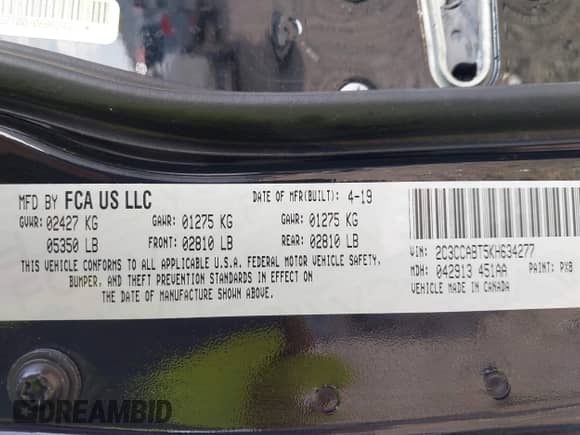 MFD BY FCA US LLC DATE OF MFR(BUILT): 4-19
GVWR: 02427 KG GAWR: 01275 KG GAWR: 01275 KG
05350 LB FRONT: 02810 LB REAR: 02810 LB
THIS VEHICLE CONFORMS TO ALL APPLICABLE U.S.A. FEDERAL MOTOR VEHICLE SAFETY,
BUMPER, AND THEFT PREVENTION STANDARDS IN EFFECT ON
THE DATE OF MANUFACTURE SHOWN ABOVE.
VIN: 2C3CCABT5KH634277
MDH: 042913 451AA PAINT: PX8
VEHICLE MADE IN CANADA
DREAMBID